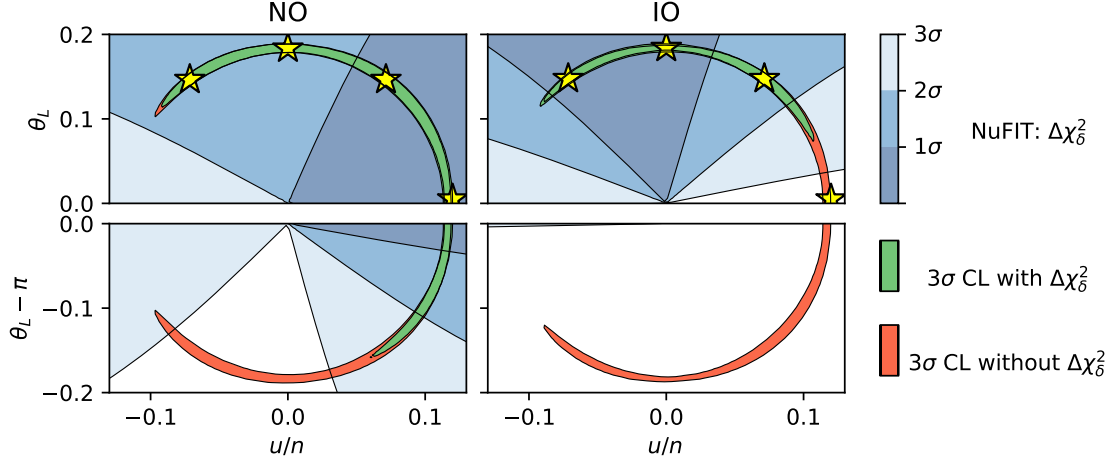 NO
IO
0.2
0.1
0.0
θ_L
0.0
−0.1
−0.2
θ_L − π
−0.1
0.0
0.1
u/n
−0.1
0.0
0.1
u/n
3σ
2σ
1σ
NuFIT: Δχ²_δ
3σ CL with Δχ²_δ
3σ CL without Δχ²_δ